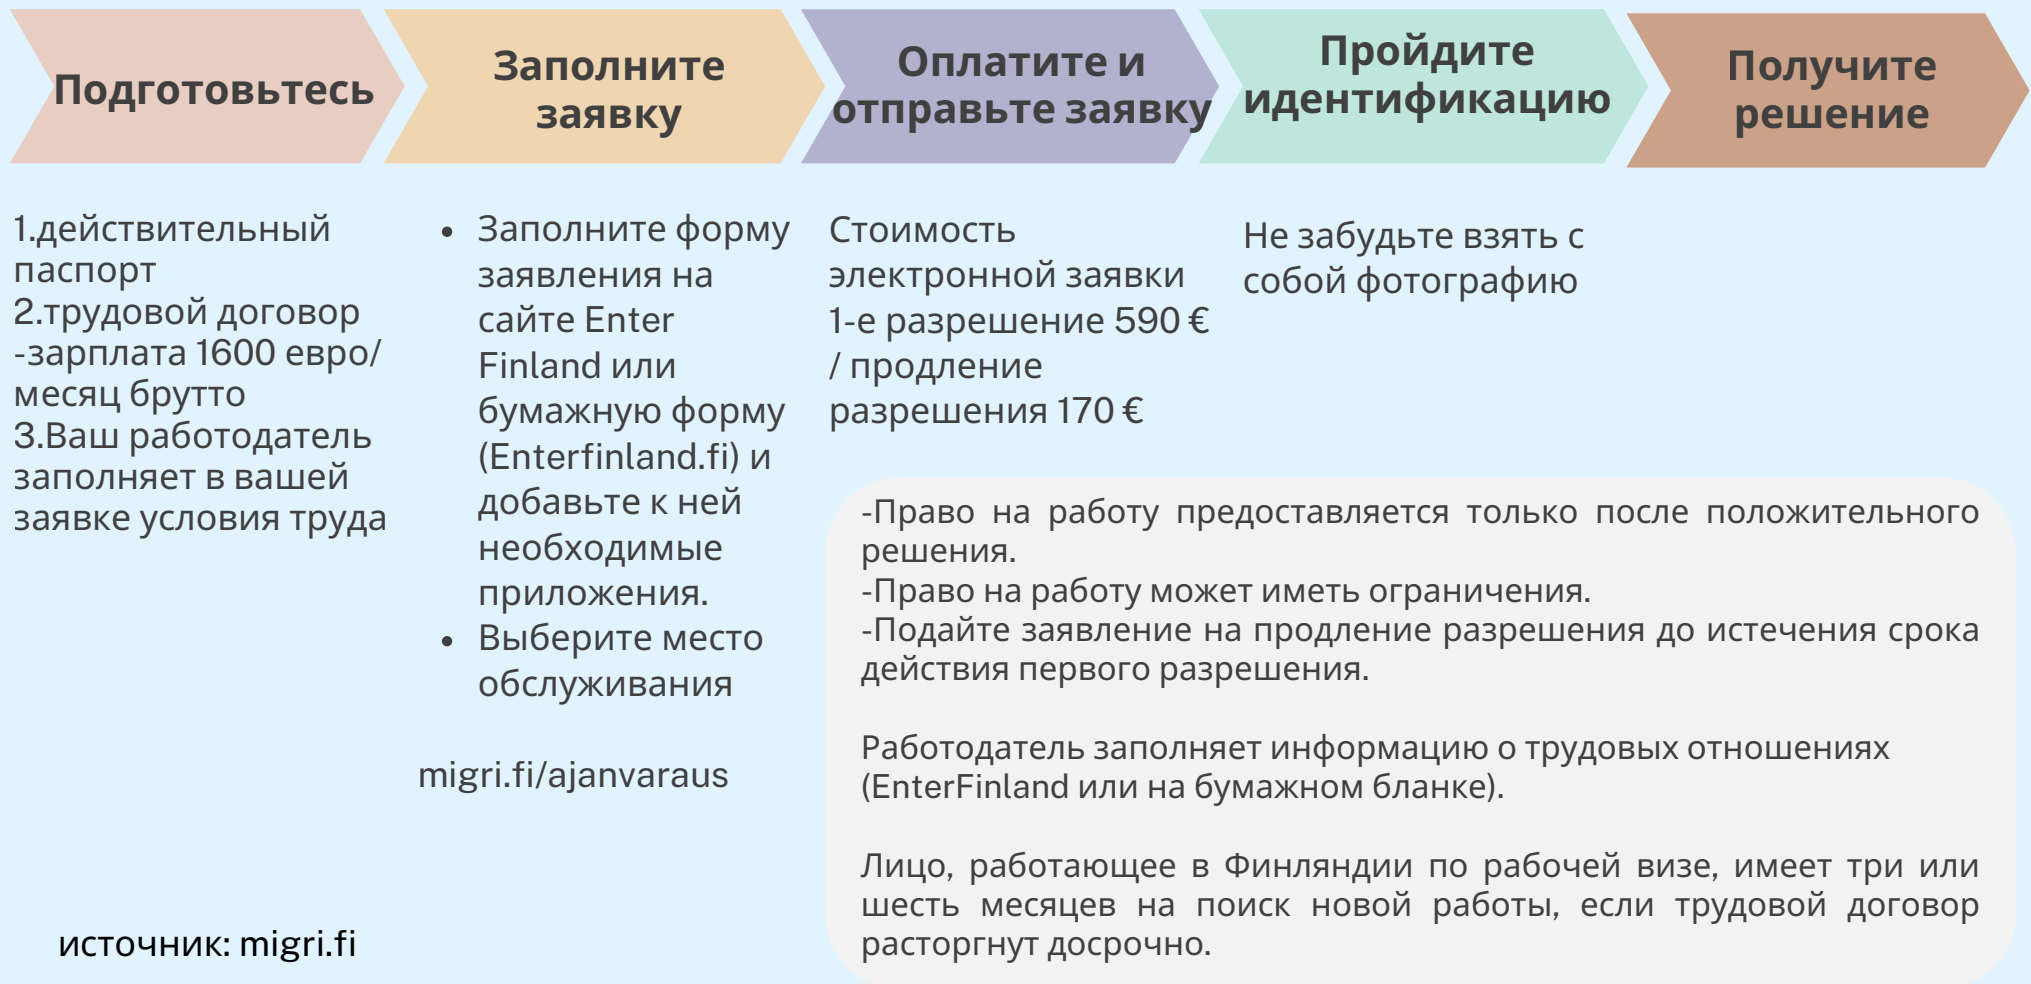 Подготовьтесь
Заполните
заявку
Оплатите и
отправьте заявку
Пройдите
идентификацию
Получите
решение
1.действительный
паспорт
2.трудовой договор
-зарплата 1600 евро/
месяц брутто
3.Ваш работодатель
заполняет в вашей
заявке условия труда
• Заполните форму
заявления на
сайте Enter
Finland или
бумажную форму
(Enterfinland.fi) и
добавьте к ней
необходимые
приложения.
• Выберите место
обслуживания
migri.fi/ajanvaraus
Стоимость
электронной заявки
1-е разрешение 590 €
/ продление
разрешения 170 €
Не забудьте взять с
собой фотографию
-Право на работу предоставляется только после положительного
решения.
-Право на работу может иметь ограничения.
-Подайте заявление на продление разрешения до истечения срока
действия первого разрешения.
Работодатель заполняет информацию о трудовых отношениях
(EnterFinland или на бумажном бланке).
Лицо, работающее в Финляндии по рабочей визе, имеет три или
шесть месяцев на поиск новой работы, если трудовой договор
расторгнут досрочно.
источник: migri.fi